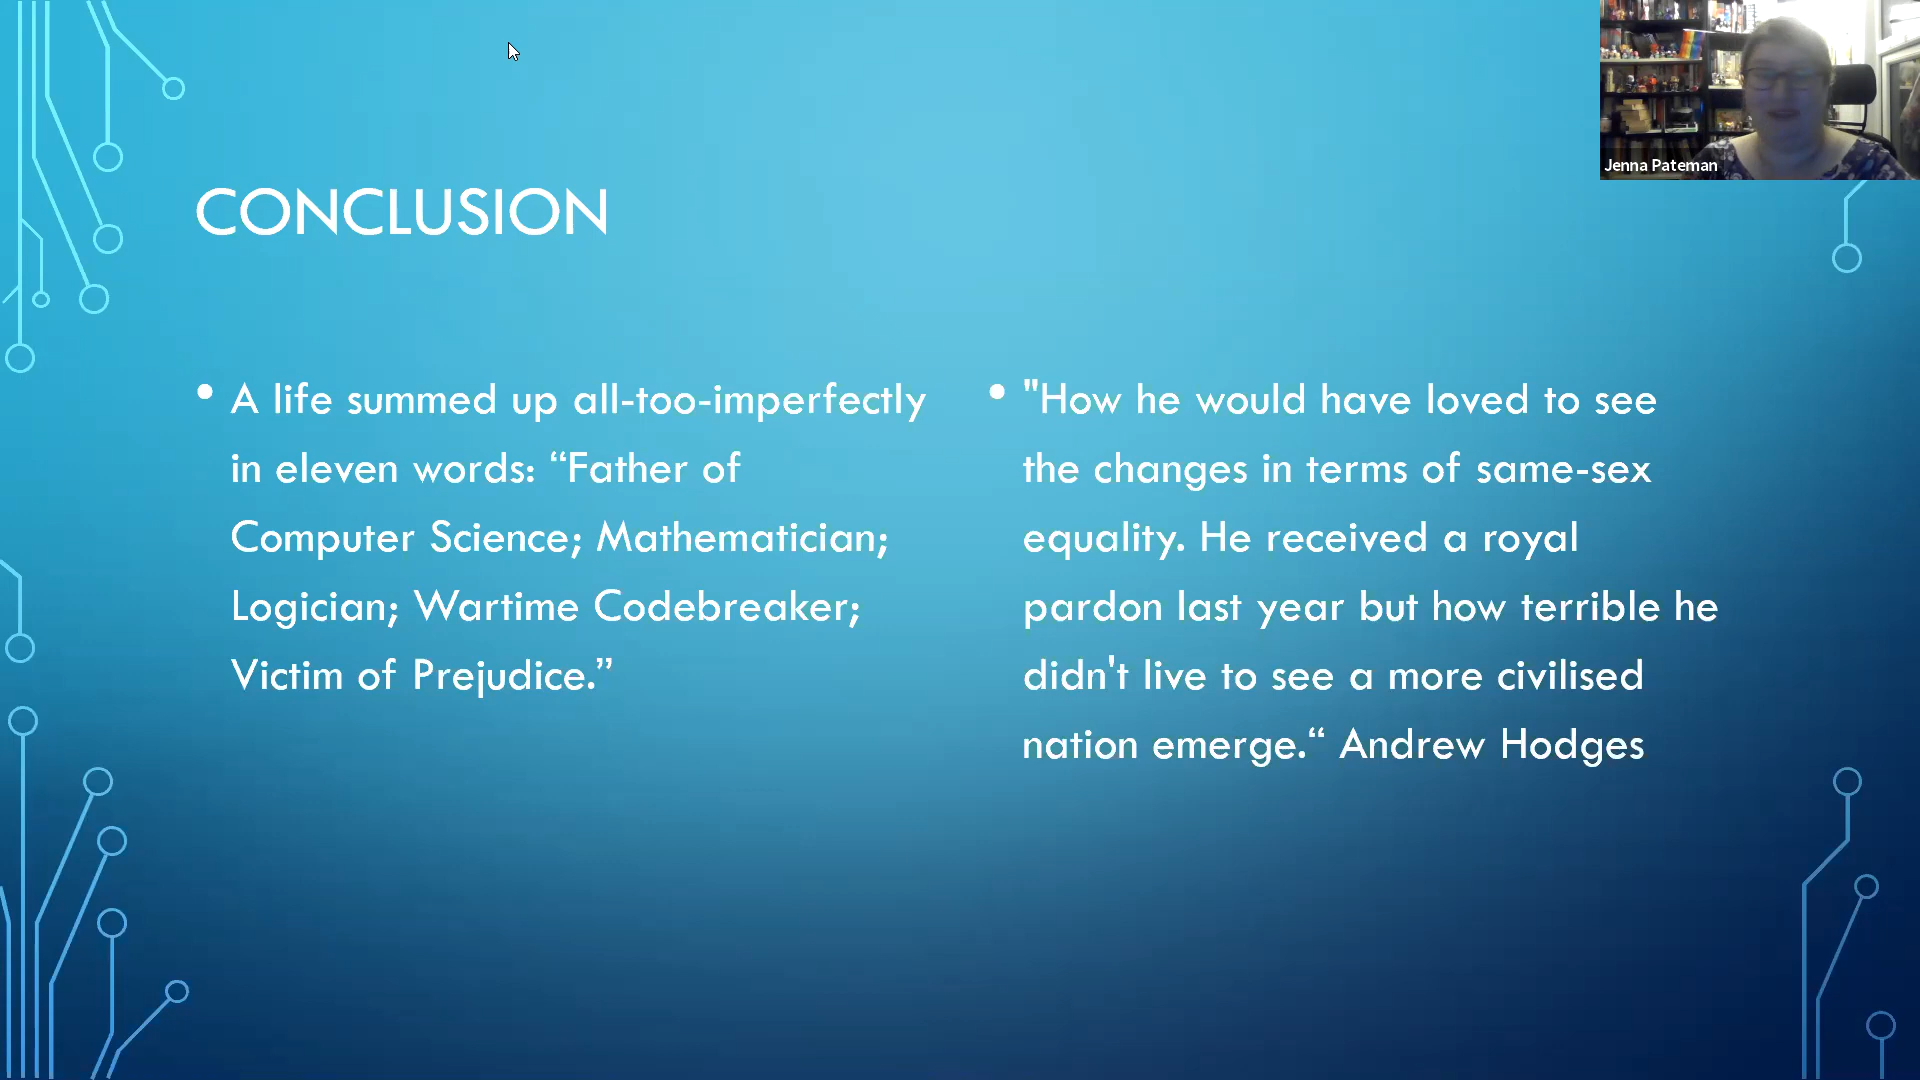 Jenna Pateman
CONCLUSION
• A life summed up all-too-imperfectly
in eleven words: “Father of
Computer Science; Mathematician;
Logician; Wartime Codebreaker;
Victim of Prejudice.”
• "How he would have loved to see
the changes in terms of same-sex
equality. He received a royal
pardon last year but how terrible he
didn't live to see a more civilised
nation emerge.“ Andrew Hodges